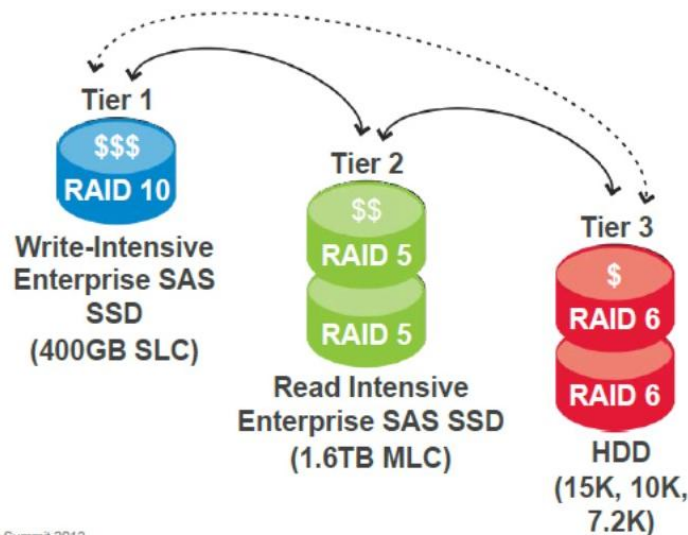 Tier 1
$$$
RAID 10
Write-Intensive
Enterprise SAS
SSD
(400GB SLC)
Tier 2
$$
RAID 5
RAID 5
Read Intensive
Enterprise SAS SSD
(1.6TB MLC)
Tier 3
$
RAID 6
RAID 6
HDD
(15K, 10K,
7.2K)